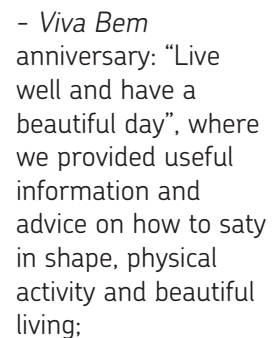 – Viva Bem
anniversary: “Live
well and have a
beautiful day”, where
we provided useful
information and
advice on how to saty
in shape, physical
activity and beautiful
living;